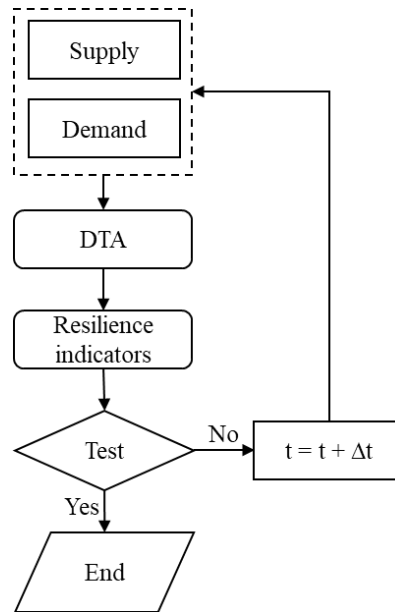 Supply
Demand
DTA
Resilience
indicators
Test
No
t = t + Δt
Yes
End